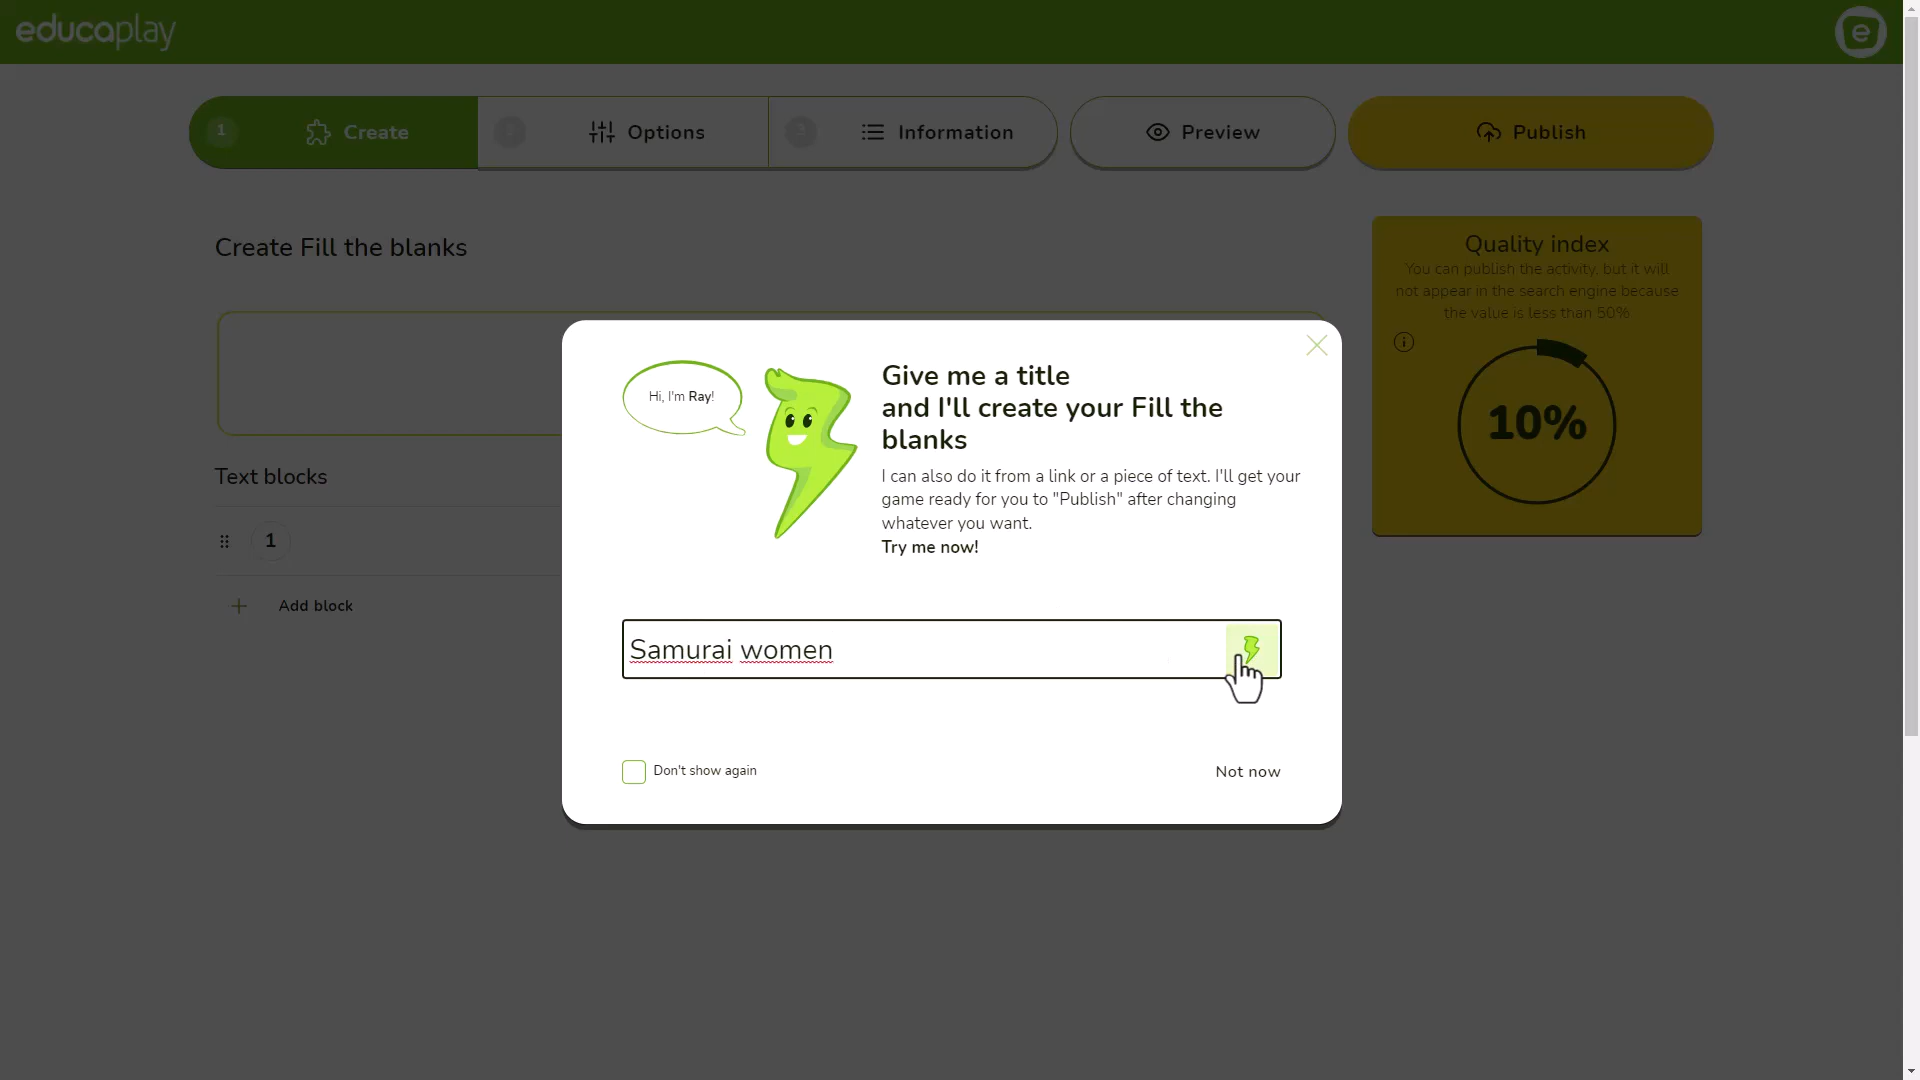 educaplay
e
1 Create
2 Options
3 Information
Preview
Publish
Create Fill the blanks
Quality index
You can publish the activity, but it will
not appear in the search engine because
the value is less than 50%
10%
Text blocks
1
Add block
Hi, I'm Ray!
Give me a title
and I'll create your Fill the
blanks
I can also do it from a link or a piece of text. I'll get your
game ready for you to "Publish" after changing
whatever you want.
Try me now!
Samurai women
Don't show again
Not now